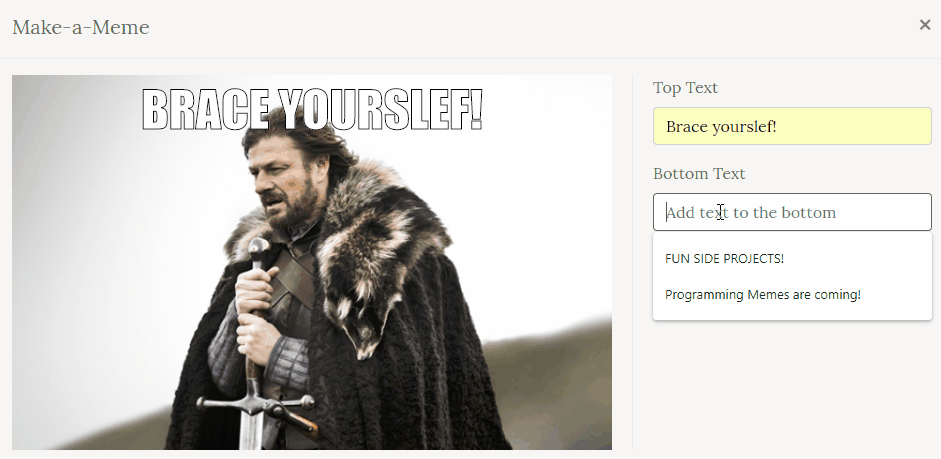 Make-a-Meme
×
BRACE YOURSLEF!
Top Text
Brace yourslef!
Bottom Text
Add text to the bottom
FUN SIDE PROJECTS!
Programming Memes are coming!